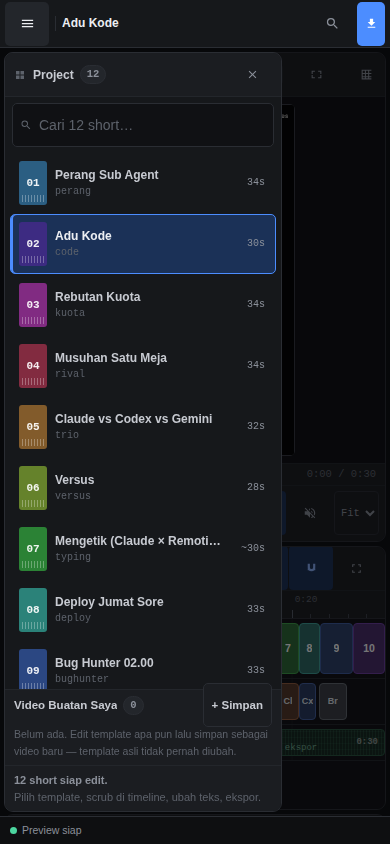 Adu Kode
Project 12
Cari 12 short…
01 Perang Sub Agent 34s
perang
02 Adu Kode 30s
code
03 Rebutan Kuota 34s
kuota
04 Musuhan Satu Meja 34s
rival
05 Claude vs Codex vs Gemini 32s
trio
06 Versus 28s
versus
07 Mengetik (Claude × Remoti… ~30s
typing
08 Deploy Jumat Sore 33s
deploy
09 Bug Hunter 02.00 33s
bughunter
Video Buatan Saya 0 + Simpan
Belum ada. Edit template apa pun lalu simpan sebagai
video baru — template asli tidak pernah diubah.
12 short siap edit.
Pilih template, scrub di timeline, ubah teks, ekspor.
0:00 / 0:30
Fit
0:20
7 8 9 10
Cl Cx Br
ekspor 0:30
Preview siap